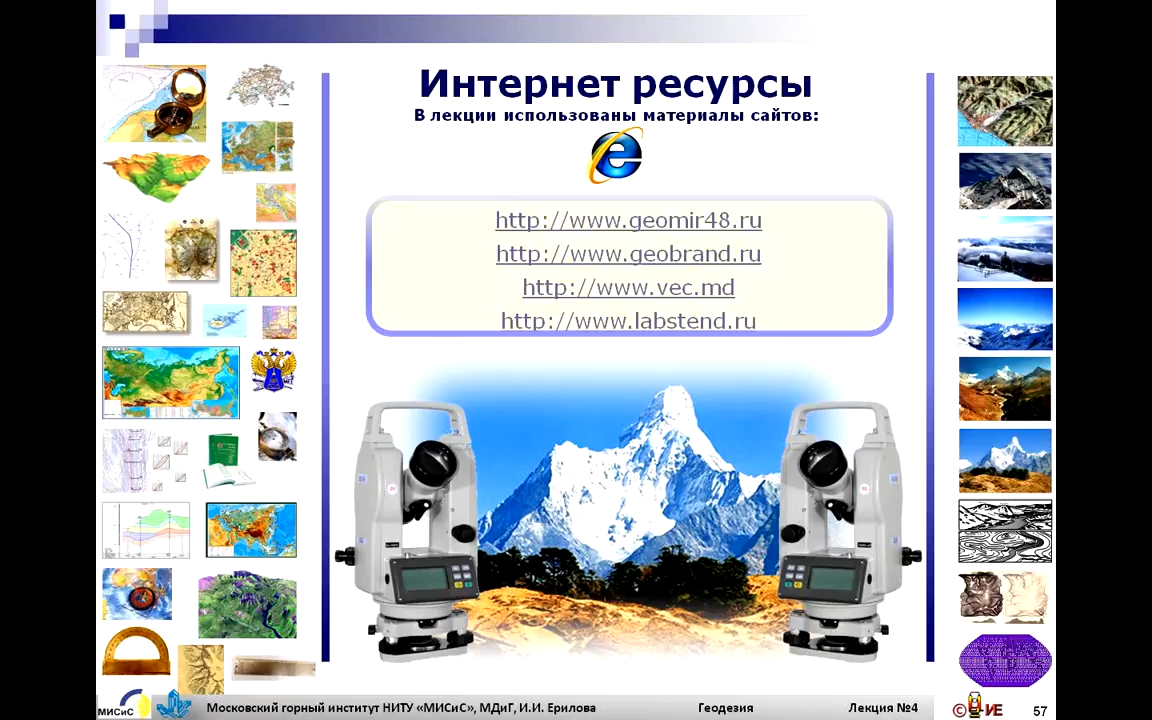 Интернет ресурсы
В лекции использованы материалы сайтов:
http://www.geomir48.ru
http://www.geobrand.ru
http://www.vec.md
http://www.labstend.ru
МИСиС
Московский горный институт НИТУ «МИСиС», МДиГ, И.И. Ерилова
Геодезия
Лекция №4
© ИЕ
57